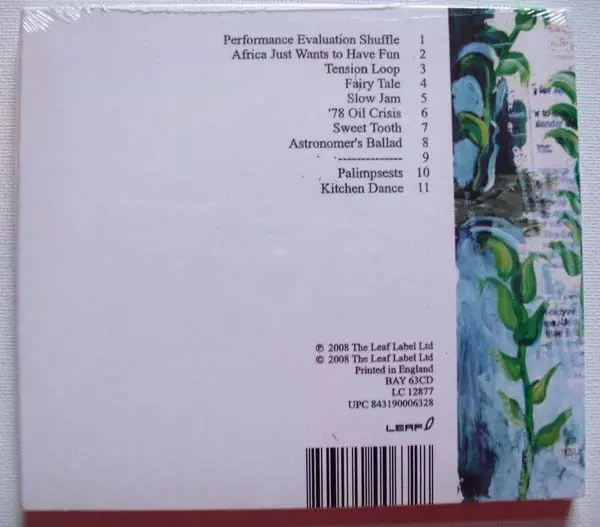 Performance Evaluation Shuffle 1
Africa Just Wants to Have Fun 2
Tension Loop 3
Fairy Tale 4
Slow Jam 5
'78 Oil Crisis 6
Sweet Tooth 7
Astronomer's Ballad 8
-------------- 9
Palimpsests 10
Kitchen Dance 11
℗ 2008 The Leaf Label Ltd
© 2008 The Leaf Label Ltd
Printed in England
BAY 63CD
LC 12877
UPC 843190006328
LEAF